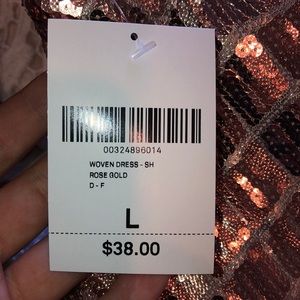 00324896014
WOVEN DRESS - SH
ROSE GOLD
D - F
L
$38.00